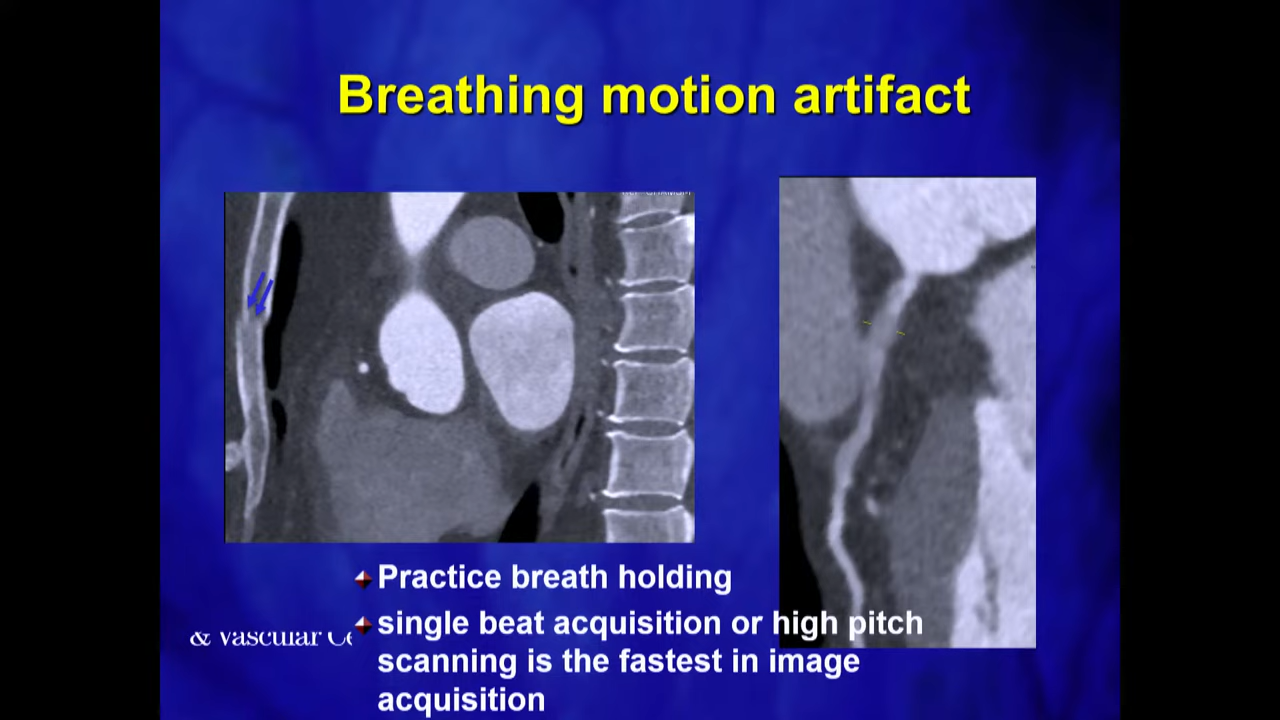 Breathing motion artifact
Practice breath holding
single beat acquisition or high pitch
scanning is the fastest in image
acquisition
& Vascular Ce